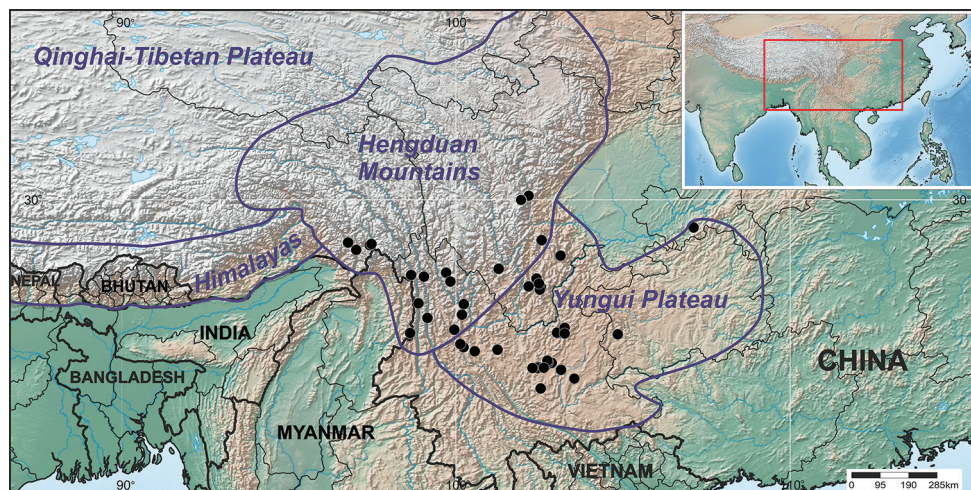 90°
100
Qinghai-Tibetan Plateau
Hengduan
Mountains
30
30°
Himalayas
NEPAL
BHUTAN
Yungui Plateau
INDIA
CHINA
BANGLADESH
MYANMAR
VIETNAM
90°
110°
0 95 190 285km